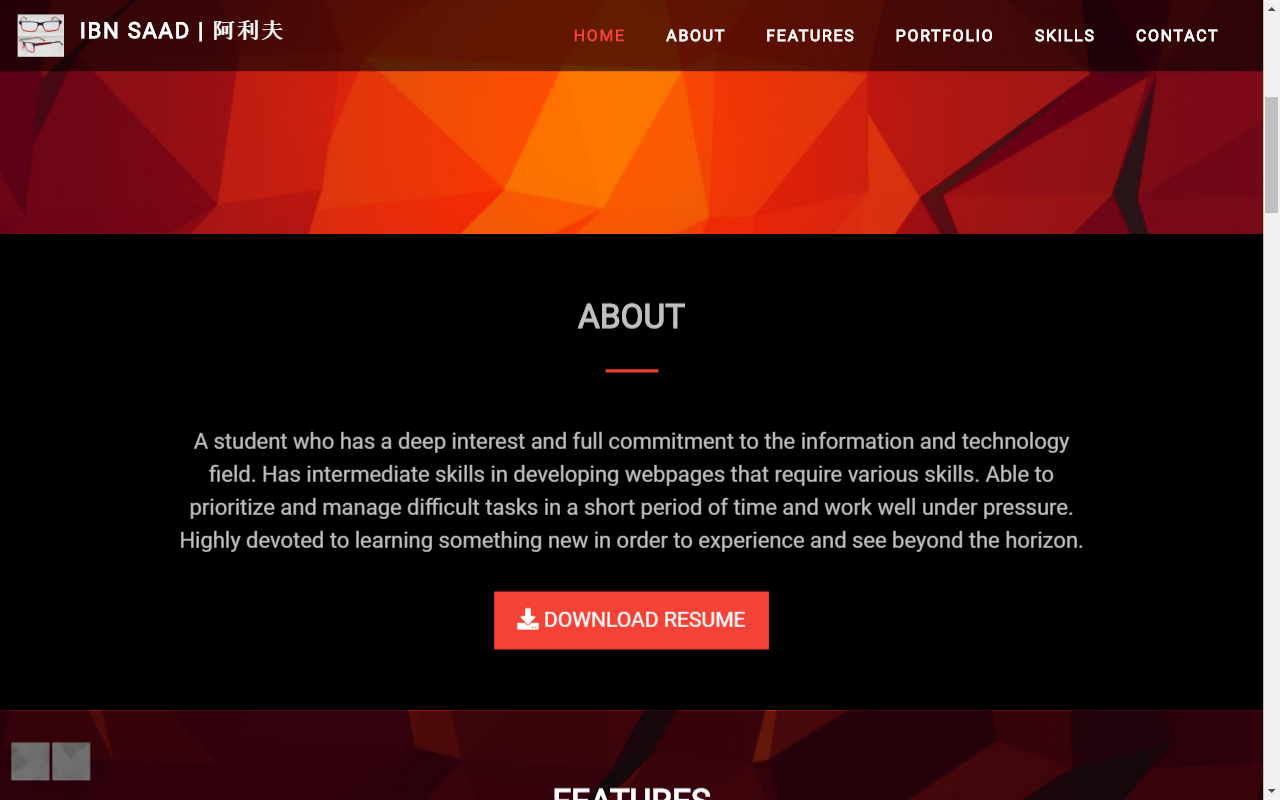 IBN SAAD | 阿利夫
HOME ABOUT FEATURES PORTFOLIO SKILLS CONTACT
ABOUT
A student who has a deep interest and full commitment to the information and technology
field. Has intermediate skills in developing webpages that require various skills. Able to
prioritize and manage difficult tasks in a short period of time and work well under pressure.
Highly devoted to learning something new in order to experience and see beyond the horizon.
DOWNLOAD RESUME
FEATURES